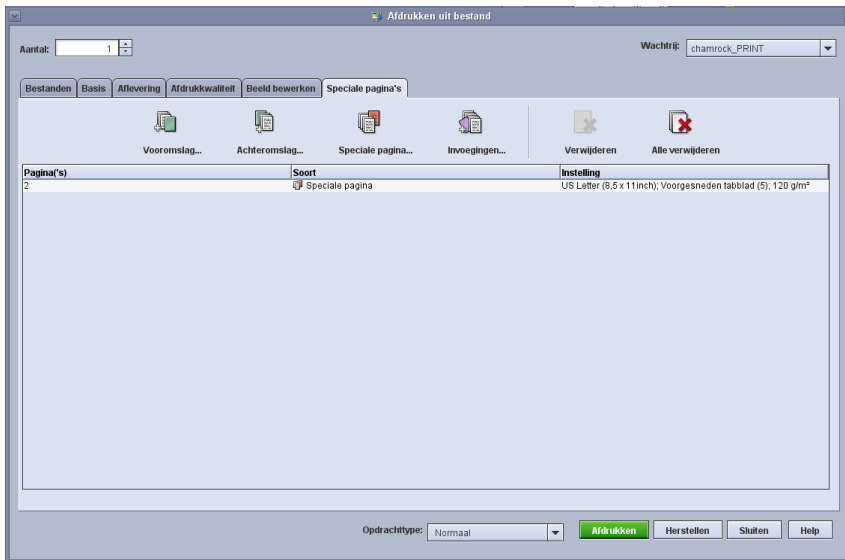 Afdrukken uit bestand
Aantal: 1 Wachtrij: chamrock_PRINT
Bestanden Basis Aflevering Afdrukkwaliteit Beeld bewerken Speciale pagina's
Vooromslag... Achteromslag... Speciale pagina... Invoegingen... Verwijderen Alle verwijderen
Pagina('s) Soort Instelling
2 Speciale pagina US Letter (8,5 x 11inch); Voorgesneden tabblad (5); 120 g/m²
Opdrachttype: Normaal Afdrukken Herstellen Sluiten Help